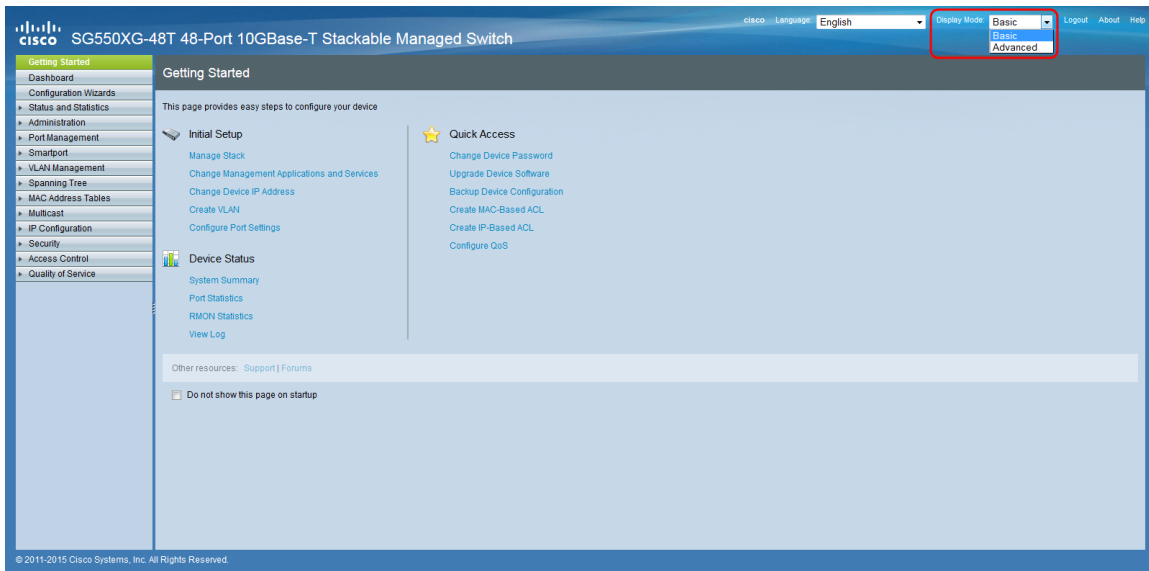 cisco Language: English Display Mode: Basic Logout About Help
Basic
Advanced
CISCO SG550XG-48T 48-Port 10GBase-T Stackable Managed Switch
Getting Started
Dashboard
Configuration Wizards
Status and Statistics
Administration
Port Management
Smartport
VLAN Management
Spanning Tree
MAC Address Tables
Multicast
IP Configuration
Security
Access Control
Quality of Service
Getting Started
This page provides easy steps to configure your device
Initial Setup
Manage Stack
Change Management Applications and Services
Change Device IP Address
Create VLAN
Configure Port Settings
Device Status
System Summary
Port Statistics
RMON Statistics
View Log
Quick Access
Change Device Password
Upgrade Device Software
Backup Device Configuration
Create MAC-Based ACL
Create IP-Based ACL
Configure QoS
Other resources: Support | Forums
Do not show this page on startup
© 2011-2015 Cisco Systems, Inc. All Rights Reserved.